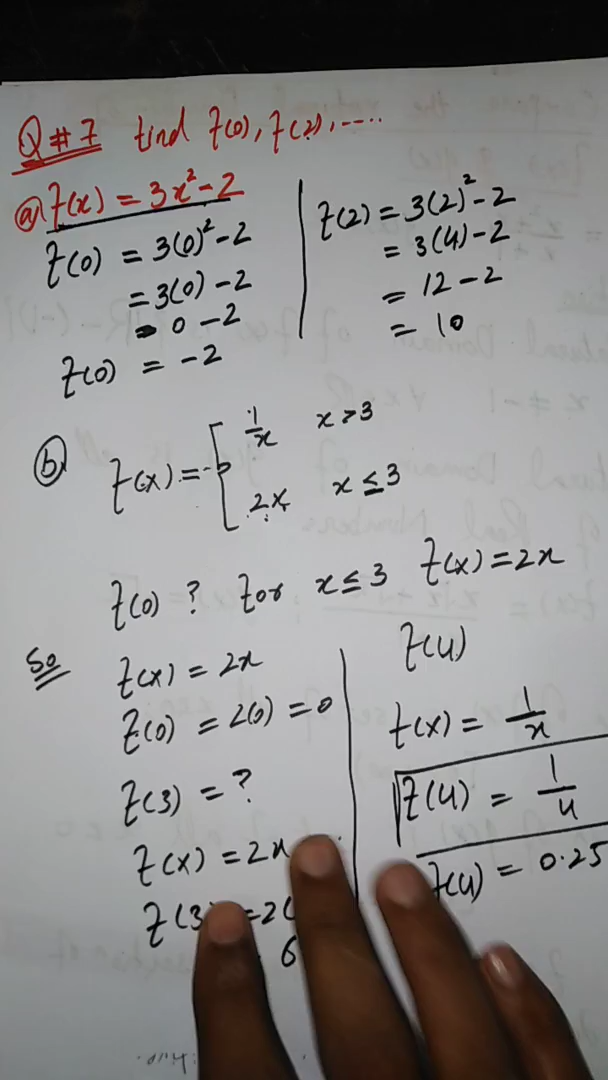 Q#7 find f(0), f(2), .....
(a) f(x) = 3x² - 2
f(0) = 3(0)² - 2
= 3(0) - 2
= 0 - 2
f(0) = -2
f(2) = 3(2)² - 2
= 3(4) - 2
= 12 - 2
= 10
(b) f(x) = { 1/x x > 3
2x x ≤ 3
f(0) ? for x ≤ 3 f(x) = 2x
So
f(x) = 2x
f(0) = 2(0) = 0
f(3) = ?
f(x) = 2x
f(3) = 2(
6
f(4)
f(x) = 1/x
f(4) = 1/4
f(4) = 0.25